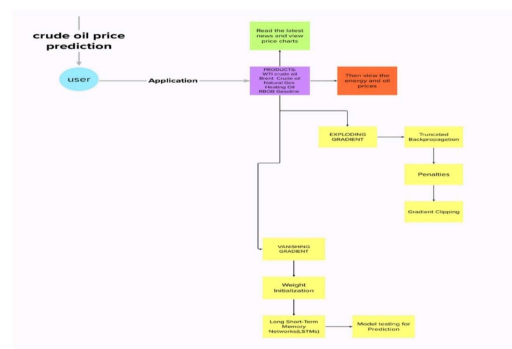 crude oil price
prediction
user
Application
Read the latest
news and view
price charts
PRODUCTS:
WTI crude oil
Brent Crude oil
Natural Gas
Heating Oil
RBOB Gasoline
Then view the
energy and oil
prices
EXPLODING
GRADIENT
Truncated
Backpropagation
Penalties
Gradient Clipping
VANISHING
GRADIENT
Weight
Initialization
Long Short-Term
Memory
Networks(LSTMs)
Model testing for
Prediction